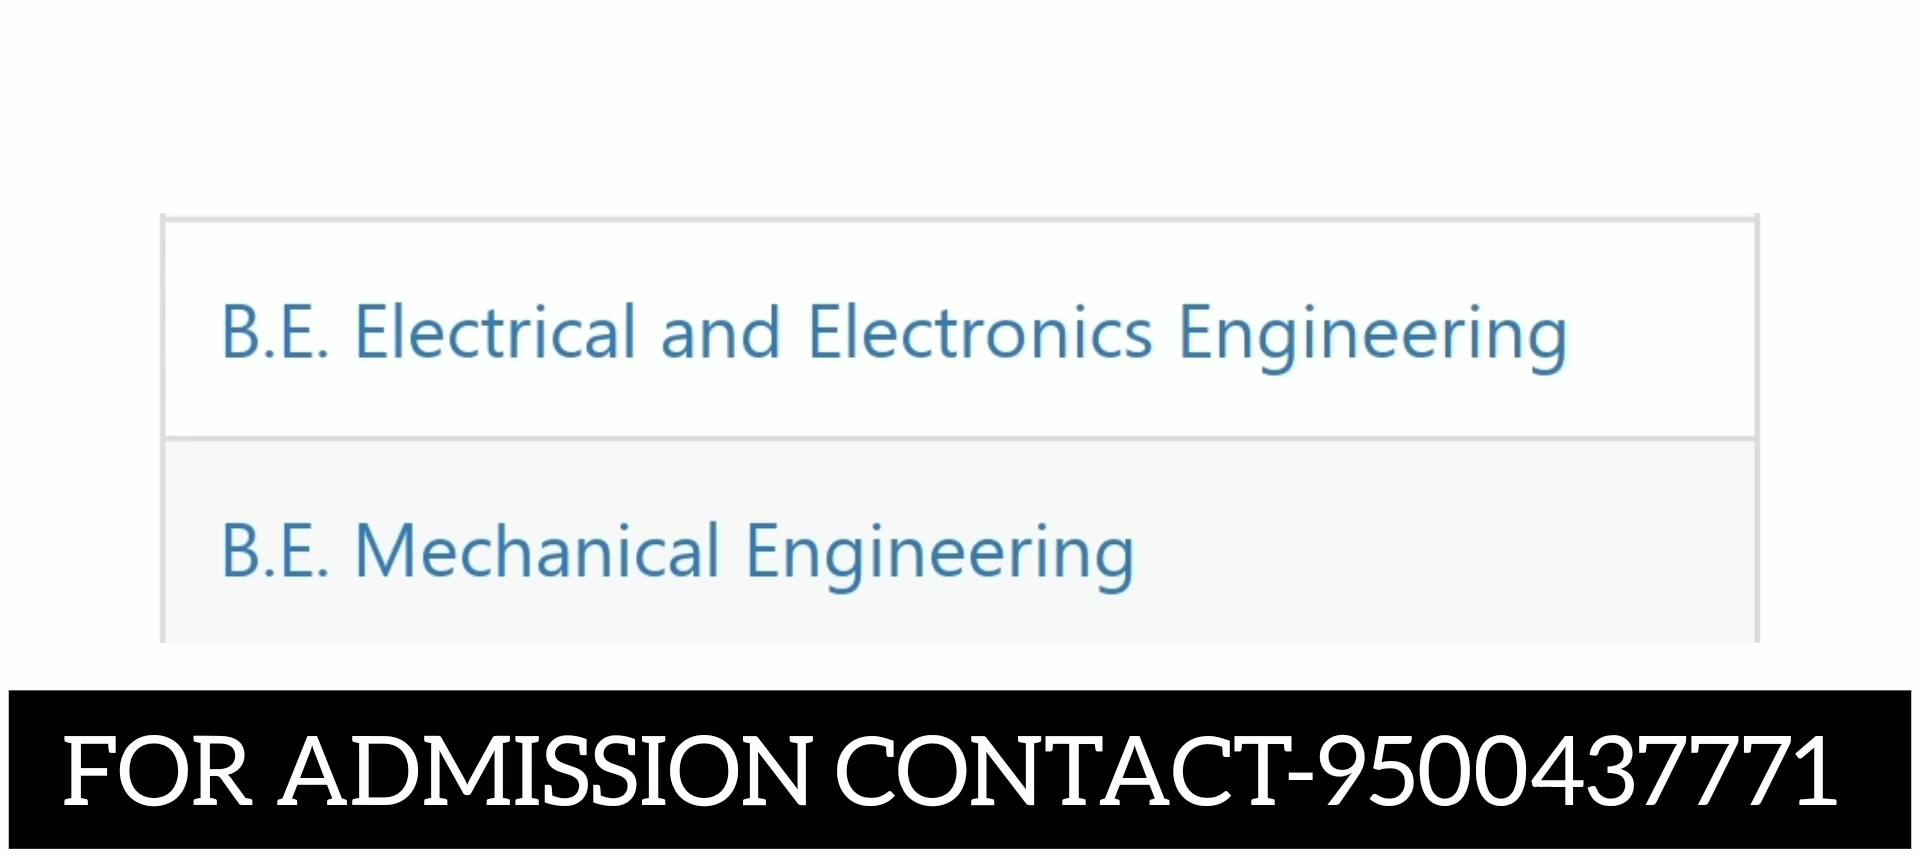 B.E. Electrical and Electronics Engineering
B.E. Mechanical Engineering
FOR ADMISSION CONTACT-9500437771